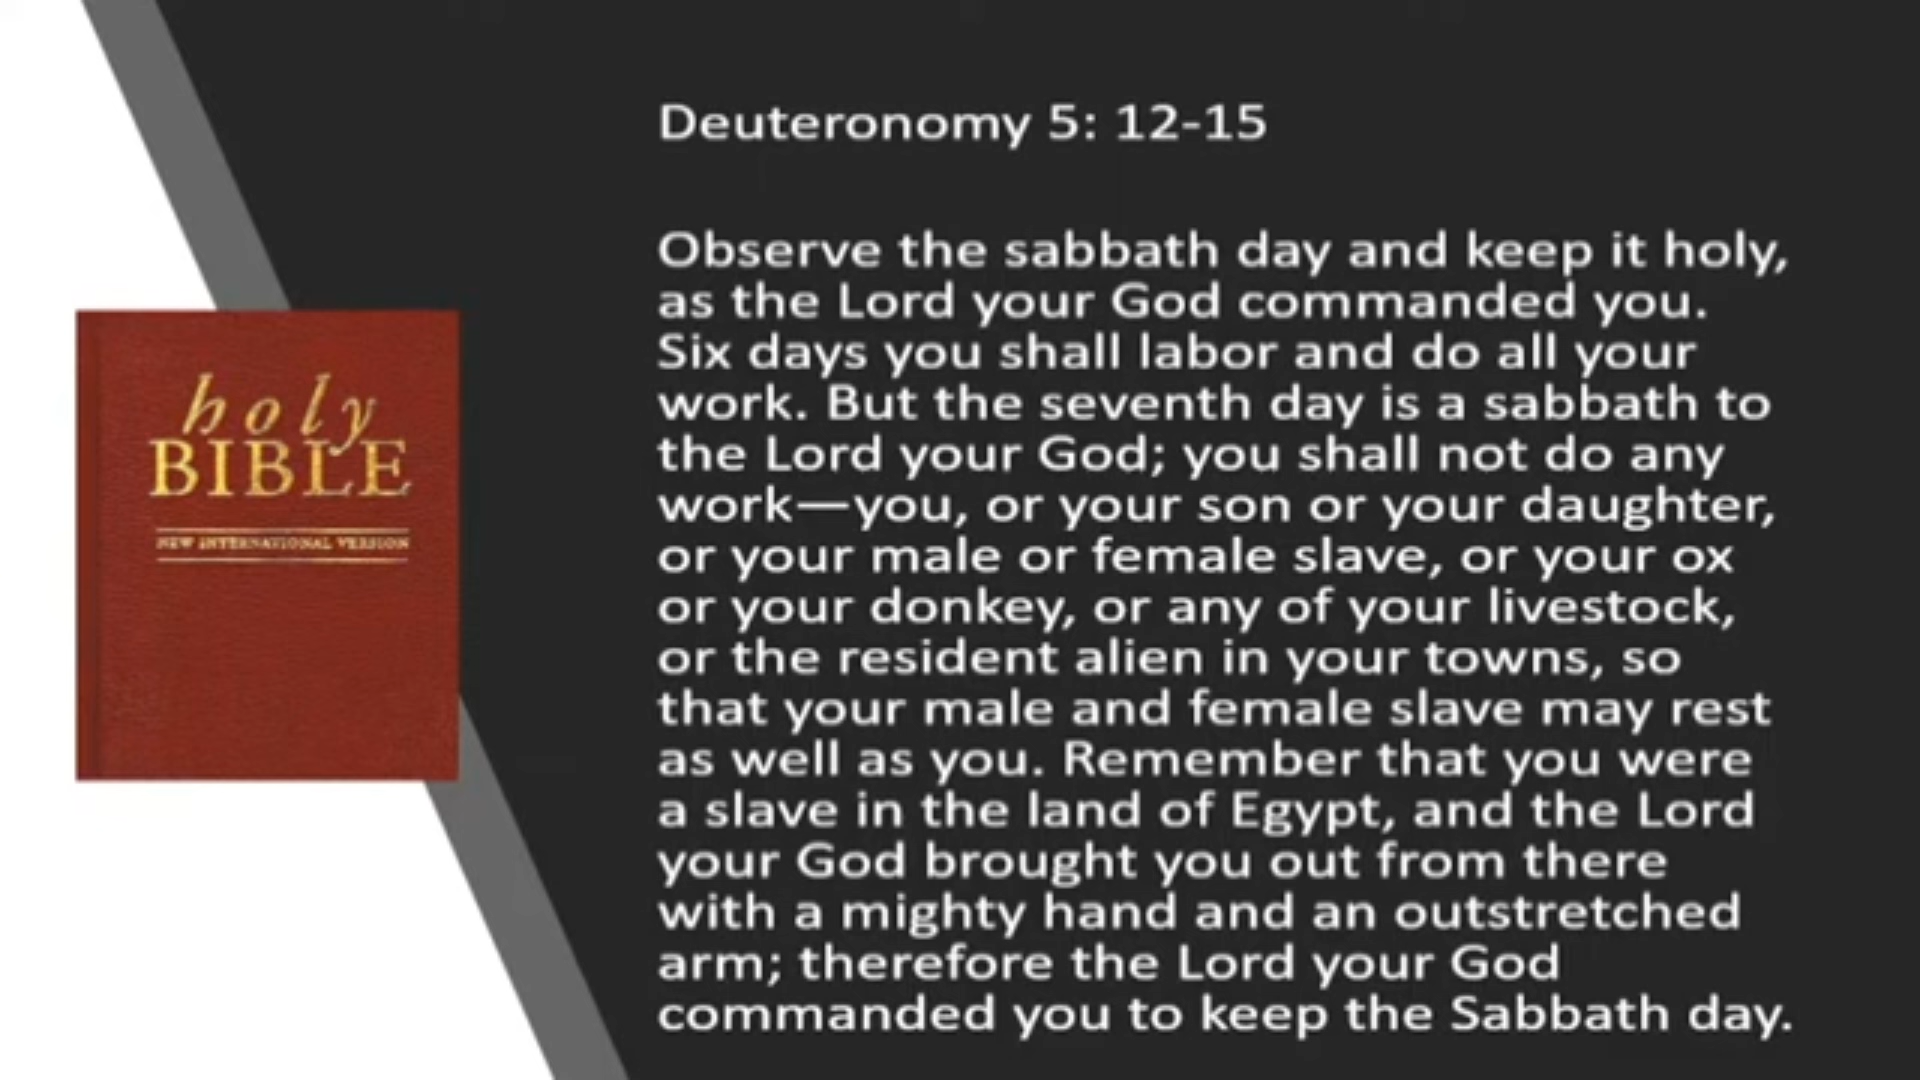 holy
BIBLE
NEW INTERNATIONAL VERSION
Deuteronomy 5: 12-15
Observe the sabbath day and keep it holy,
as the Lord your God commanded you.
Six days you shall labor and do all your
work. But the seventh day is a sabbath to
the Lord your God; you shall not do any
work—you, or your son or your daughter,
or your male or female slave, or your ox
or your donkey, or any of your livestock,
or the resident alien in your towns, so
that your male and female slave may rest
as well as you. Remember that you were
a slave in the land of Egypt, and the Lord
your God brought you out from there
with a mighty hand and an outstretched
arm; therefore the Lord your God
commanded you to keep the Sabbath day.